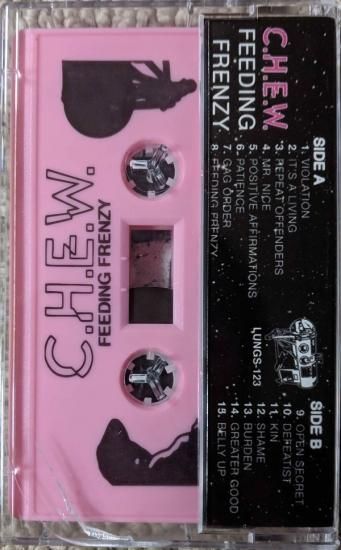 C.H.E.W.
FEEDING
FRENZY
SIDE A
1. VIOLATION
2. IT'S A LIVING
3. REPEAT OFFENDERS
4. MR. NICE
5. POSITIVE AFFIRMATIONS
6. PATIENCE
7. GAG ORDER
8. FEEDING FRENZY
LUNGS-123
SIDE B
9. OPEN SECRET
10. DEFEATIST
11. KIN
12. SHAME
13. BURDEN
14. GREATER GOOD
15. BELLY UP
C.H.E.W.
FEEDING FRENZY